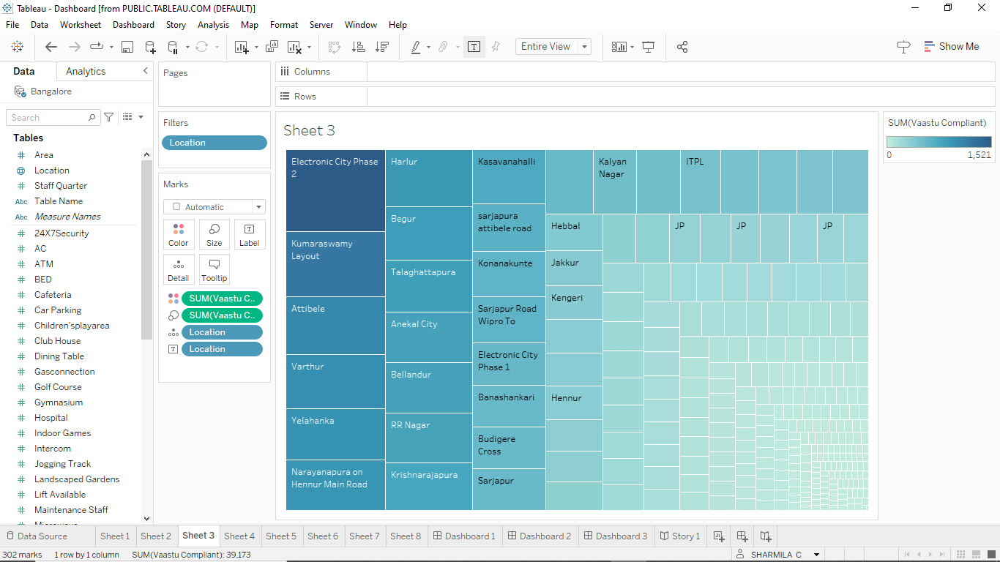 Tableau - Dashboard [from PUBLIC.TABLEAU.COM (DEFAULT)]
File Data Worksheet Dashboard Story Analysis Map Format Server Window Help
Entire View
Show Me
Data
Analytics
Bangalore
Search
Tables
Area
Location
Staff Quarter
Abc Table Name
Abc Measure Names
24X7Security
AC
ATM
BED
Cafeteria
Car Parking
Children'splayarea
Club House
Dining Table
Gasconnection
Golf Course
Gymnasium
Hospital
Indoor Games
Intercom
Jogging Track
Landscaped Gardens
Lift Available
Maintenance Staff
Pages
Filters
Location
Marks
Automatic
Color
Size
Label
Detail
Tooltip
SUM(Vaastu C..
SUM(Vaastu C..
Location
Location
Columns
Rows
Sheet 3
Electronic City Phase
2
Kumaraswamy
Layout
Attibele
Varthur
Yelahanka
Narayanapura on
Hennur Main Road
Harlur
Begur
Talaghattapura
Anekal City
Bellandur
RR Nagar
Krishnarajapura
Kasavanahalli
sarjapura
attibele road
Konanakunte
Sarjapur Road
Wipro To
Electronic City
Phase 1
Banashankari
Budigere
Cross
Sarjapur
Kalyan
Nagar
ITPL
Hebbal
Jakkur
Kengeri
Hennur
JP
JP
JP
SUM(Vaastu Compliant)
0 1,521
Data Source
Sheet 1
Sheet 2
Sheet 3
Sheet 4
Sheet 5
Sheet 6
Sheet 7
Sheet 8
Dashboard 1
Dashboard 2
Dashboard 3
Story 1
302 marks 1 row by 1 column SUM(Vaastu Compliant): 39,173
SHARMILA C